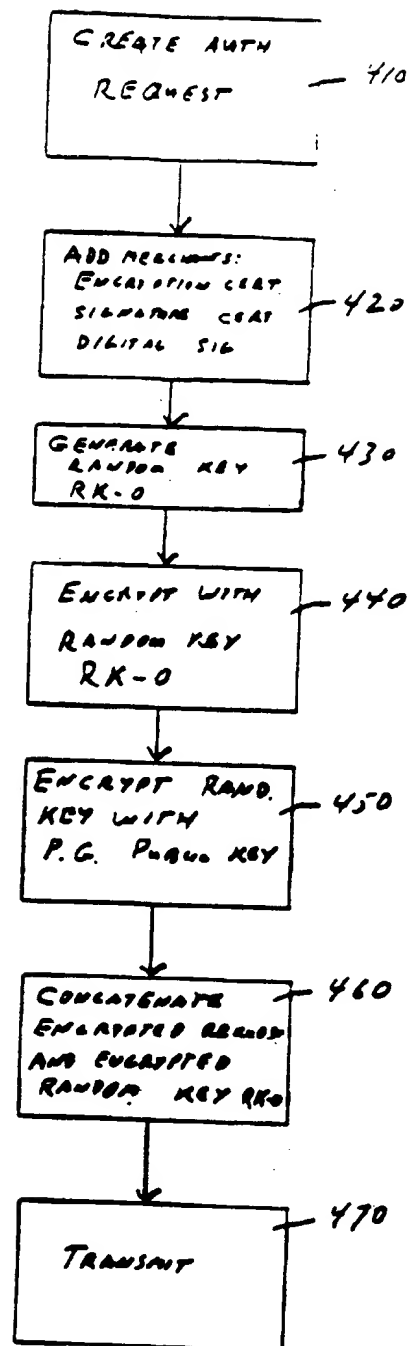 CREATE AUTH
REQUEST
410
ADD MERCHANTS:
ENCRYPTION CERT
SIGNATURE CERT
DIGITAL SIG
420
GENERATE
RANDOM KEY
RK-0
430
ENCRYPT WITH
RANDOM KEY
RK-0
440
ENCRYPT RAND.
KEY WITH
P.G. PUBLIC KEY
450
CONCATENATE
ENCRYPTED REQUEST
AND ENCRYPTED
RANDOM KEY RK-0
460
TRANSMIT
470